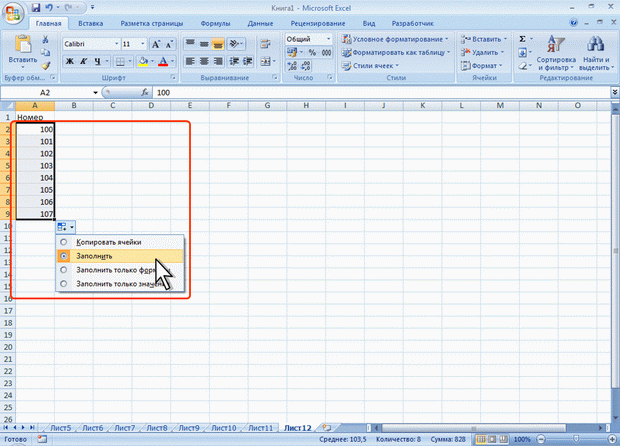 Книга1 - Microsoft Excel
Главная Вставка Разметка страницы Формулы Данные Рецензирование Вид Разработчик
Calibri 11 Общий Условное форматирование Вставить
Вставить Форматировать как таблицу Удалить Сортировка и фильтр Найти и выделить
Ж К Ч Стили ячеек Формат
Буфер обм... Шрифт Выравнивание Число Стили Ячейки Редактирование
A2 fx 100
A B C D E F G H I J K L M N O
1 Номер
2 100
3 101
4 102
5 103
6 104
7 105
8 106
9 107
10
11 Копировать ячейки
12 Заполнить
13 Заполнить только
14 Заполнить только
15
16
17
18
19
20
21
22
23
24
25
26
Лист5 Лист6 Лист7 Лист8 Лист9 Лист10 Лист11 Лист12
Готово Среднее: 103,5 Количество: 8 Сумма: 828 100%